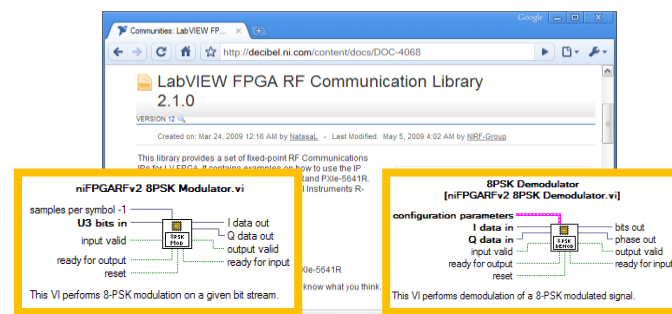 Google
Communities: LabVIEW FP...
http://decibel.ni.com/content/docs/DOC-4068
LabVIEW FPGA RF Communication Library
2.1.0
VERSION 12
Created on: Mar 24, 2009 12:16 AM by NatasaL - Last Modified: May 5, 2009 4:02 AM by NIRF-Group
This library provides a set of fixed-point RF Communications
IPs for LV FPGA. It contains examples on how to use the IP
Rand PXIe-5641R.
l Instruments R-
XIe-5641R
know what you think.
niFPGARFv2 8PSK Modulator.vi
samples per symbol -1
U3 bits in
input valid
ready for output
reset
8PSK
MOD
I data out
Q data out
output valid
ready for input
This VI performs 8-PSK modulation on a given bit stream.
8PSK Demodulator
[niFPGARFv2 8PSK Demodulator.vi]
configuration parameters
I data in
Q data in
input valid
ready for output
reset
8PSK
DEMOD
bits out
phase out
output valid
ready for input
This VI performs demodulation of a 8-PSK modulated signal.